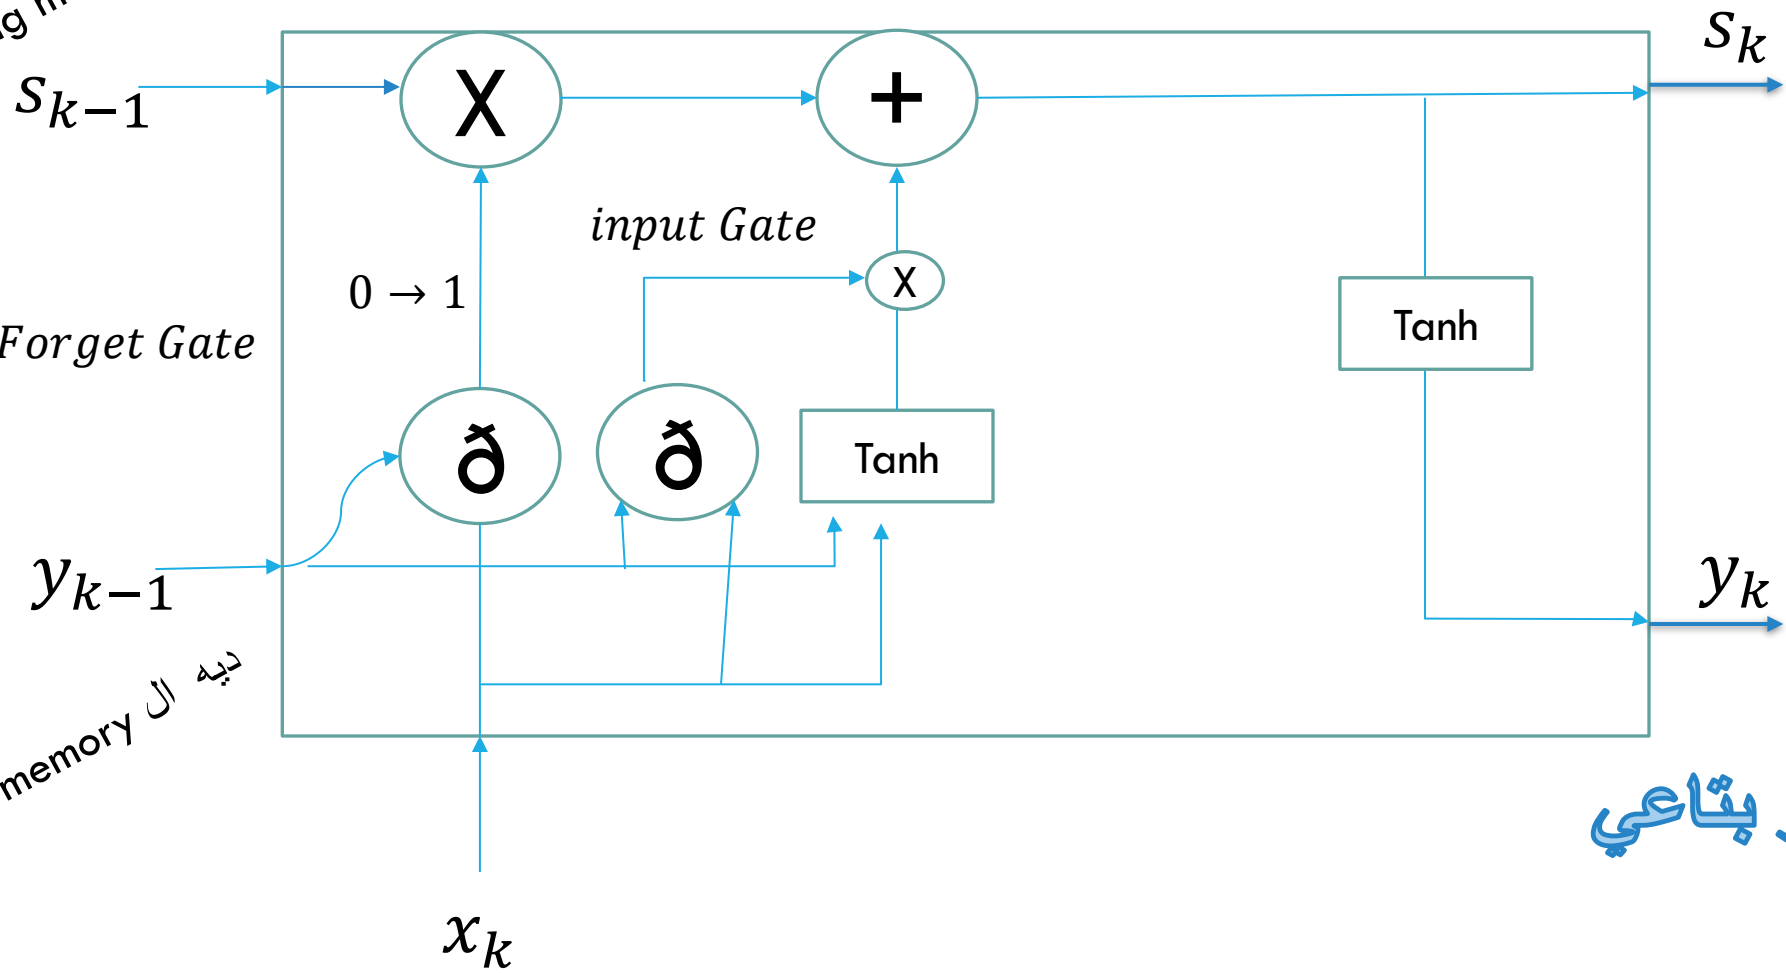 s_{k−1}
X
+
s_k
input Gate
0 → 1
X
Forget Gate
Tanh
ð
ð
Tanh
y_{k−1}
y_k
ديه ال memory
بتاعي
x_k